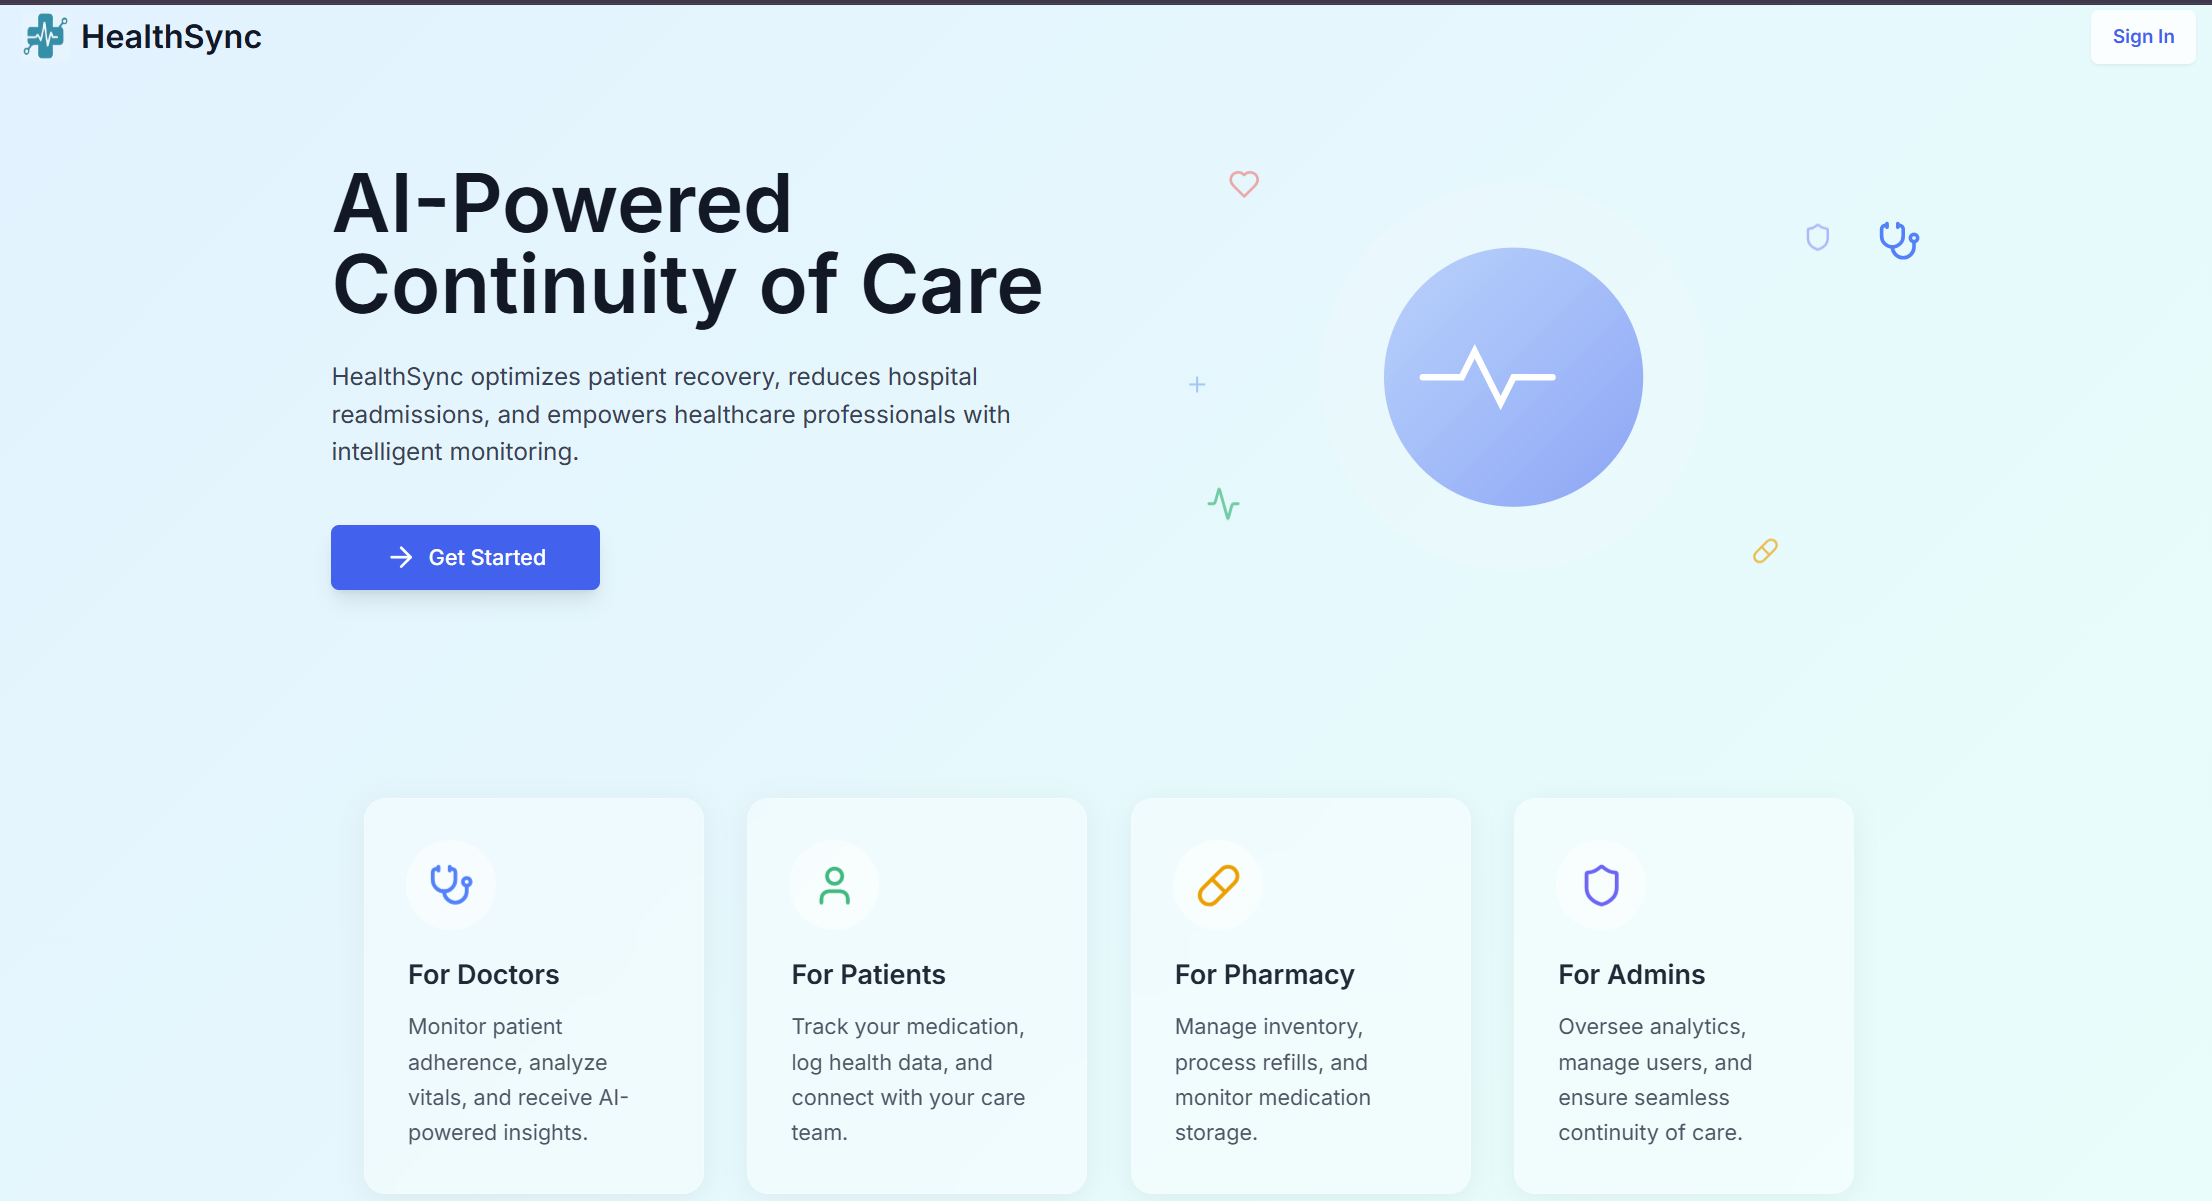 HealthSync
Sign In
AI-Powered
Continuity of Care
HealthSync optimizes patient recovery, reduces hospital
readmissions, and empowers healthcare professionals with
intelligent monitoring.
Get Started
For Doctors
Monitor patient
adherence, analyze
vitals, and receive AI-
powered insights.
For Patients
Track your medication,
log health data, and
connect with your care
team.
For Pharmacy
Manage inventory,
process refills, and
monitor medication
storage.
For Admins
Oversee analytics,
manage users, and
ensure seamless
continuity of care.